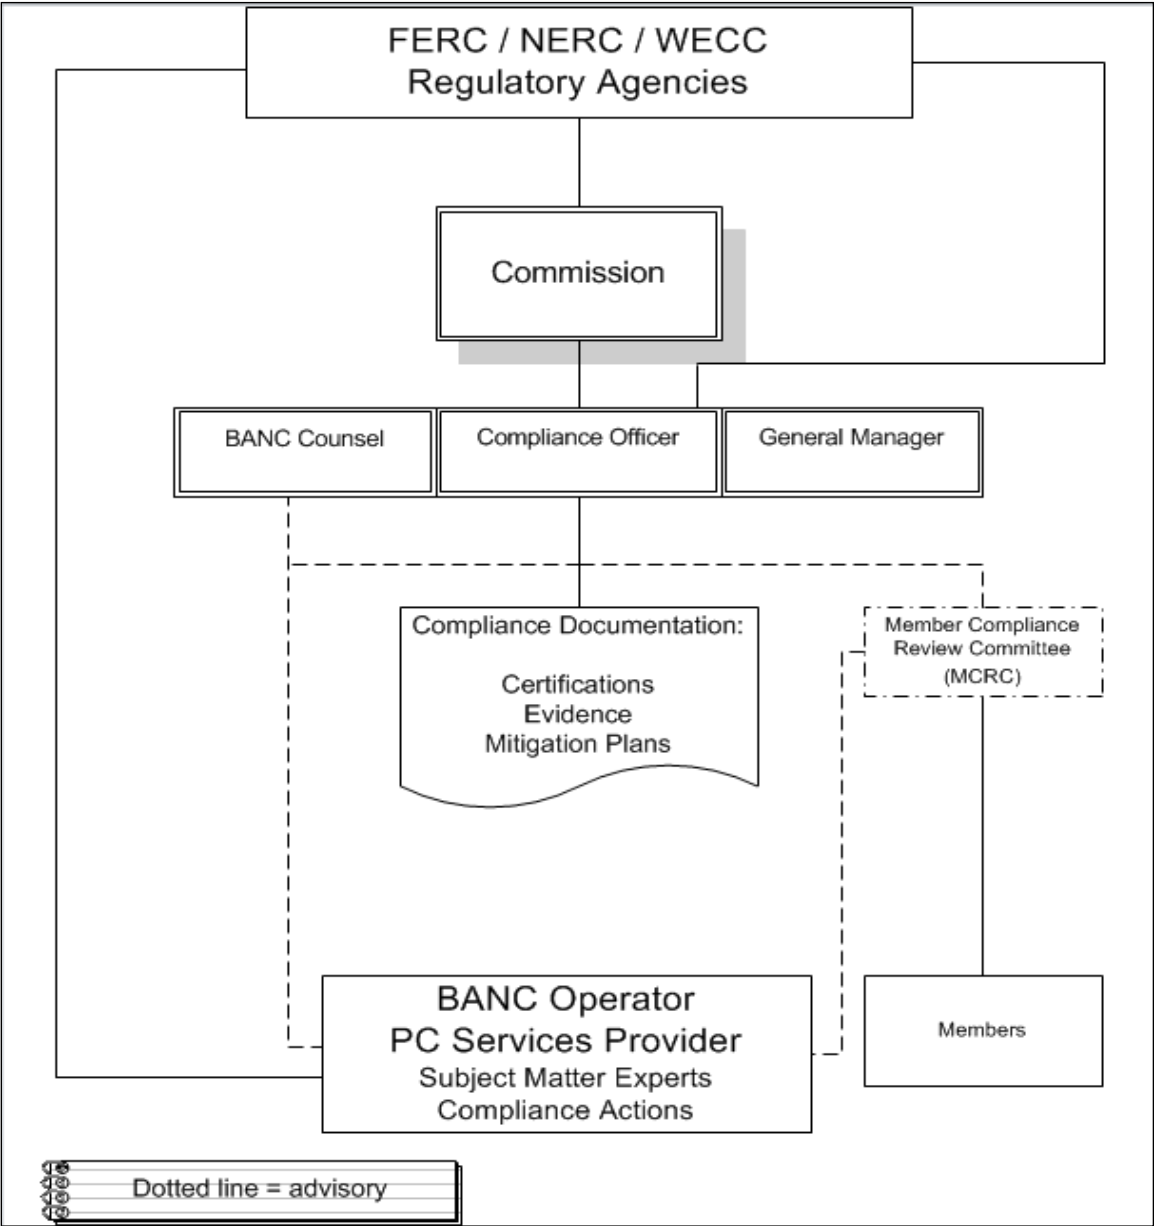 FERC / NERC / WECC
Regulatory Agencies
Commission
BANC Counsel
Compliance Officer
General Manager
Compliance Documentation:
Certifications
Evidence
Mitigation Plans
Member Compliance
Review Committee
(MCRC)
BANC Operator
PC Services Provider
Subject Matter Experts
Compliance Actions
Members
Dotted line = advisory